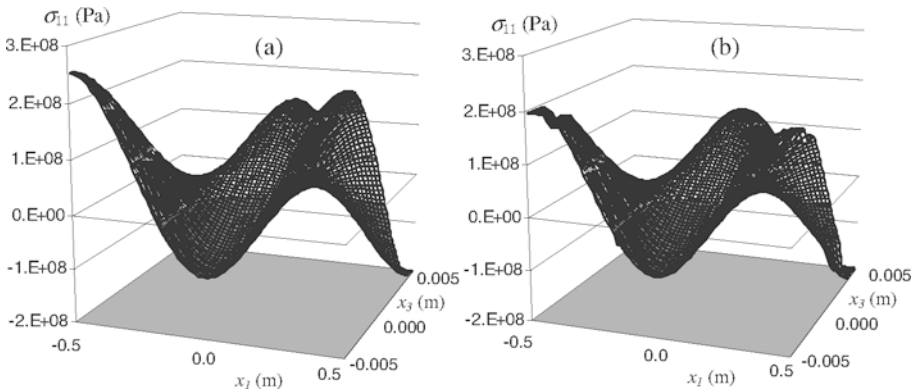 σ11 (Pa)
(a)
3.E+08
2.E+08
1.E+08
0.E+00
-1.E+08
-2.E+08
-0.5
0.0
0.5
x1 (m)
-0.005
0.000
0.005
x3 (m)
σ11 (Pa)
(b)
3.E+08
2.E+08
1.E+08
0.E+00
-1.E+08
-2.E+08
-0.5
0.0
0.5
x1 (m)
-0.005
0.000
0.005
x3 (m)